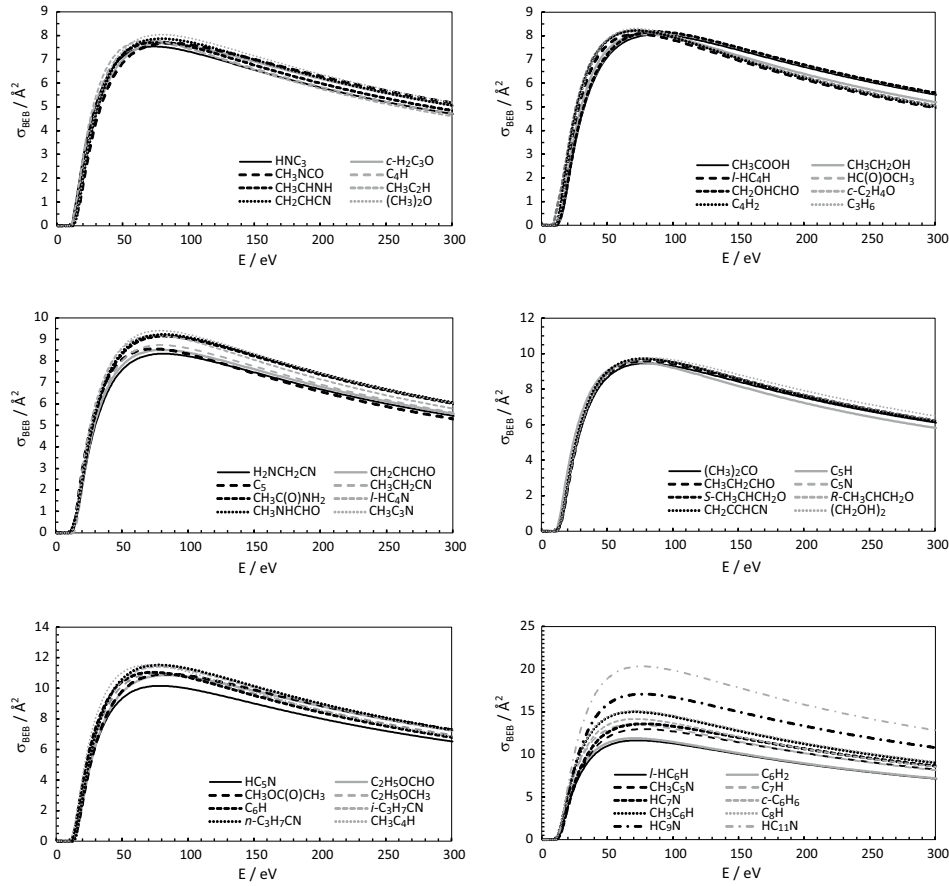 9
8
7
6
5
4
3
2
1
0
σBEB / Å²
HNC₃ c-H₂C₃O
CH₃NCO C₄H
CH₃CHNH CH₃C₂H
CH₂CHCN (CH₃)₂O
0 50 100 150 200 250 300
E / eV
9
8
7
6
5
4
3
2
1
0
σBEB / Å²
CH₃COOH CH₃CH₂OH
l-HC₄H HC(O)OCH₃
CH₂OHCHO c-C₂H₄O
C₄H₂ C₃H₆
0 50 100 150 200 250 300
E / eV
10
9
8
7
6
5
4
3
2
1
0
σBEB / Å²
H₂NCH₂CN CH₂CHCHO
C₅ CH₃CH₂CN
CH₃C(O)NH₂ l-HC₄N
CH₃NHCHO CH₃C₃N
0 50 100 150 200 250 300
E / eV
12
10
8
6
4
2
0
σBEB / Å²
(CH₃)₂CO C₅H
CH₃CH₂CHO C₅N
S-CH₃CHCH₂O R-CH₃CHCH₂O
CH₂CCHCN (CH₂OH)₂
0 50 100 150 200 250 300
E / eV
14
12
10
8
6
4
2
0
σBEB / Å²
HC₅N C₂H₅OCHO
CH₃OC(O)CH₃ C₂H₅OCH₃
C₆H i-C₃H₇CN
n-C₃H₇CN CH₃C₄H
0 50 100 150 200 250 300
E / eV
25
20
15
10
5
0
σBEB / Å²
l-HC₆H C₆H₂
CH₃C₅N C₇H
HC₇N c-C₆H₆
CH₃C₆H C₈H
HC₉N HC₁₁N
0 50 100 150 200 250 300
E / eV